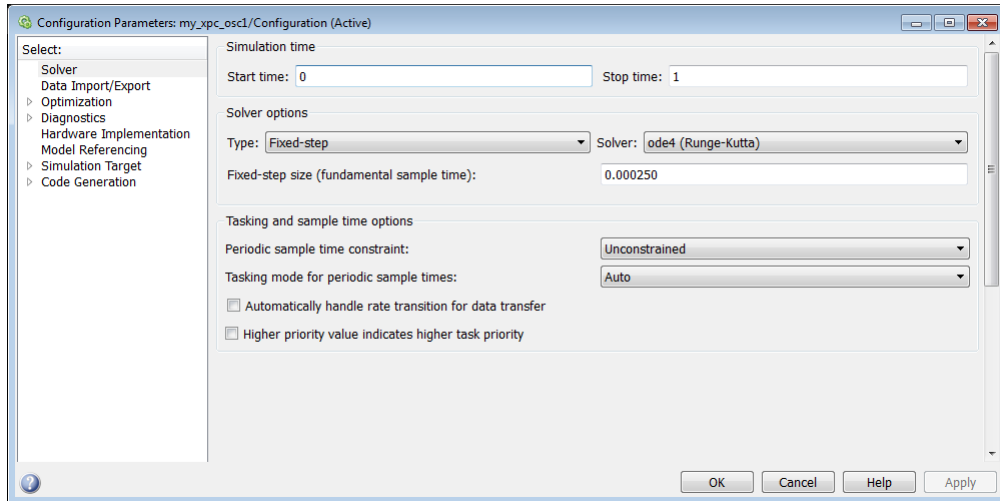 Configuration Parameters: my_xpc_osc1/Configuration (Active)
Select:
Solver
Data Import/Export
Optimization
Diagnostics
Hardware Implementation
Model Referencing
Simulation Target
Code Generation
Simulation time
Start time: 0 Stop time: 1
Solver options
Type: Fixed-step Solver: ode4 (Runge-Kutta)
Fixed-step size (fundamental sample time): 0.000250
Tasking and sample time options
Periodic sample time constraint: Unconstrained
Tasking mode for periodic sample times: Auto
Automatically handle rate transition for data transfer
Higher priority value indicates higher task priority
OK Cancel Help Apply